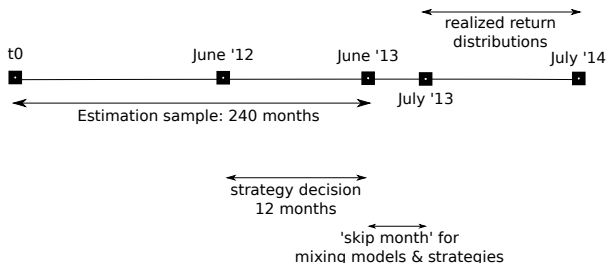 realized return
distributions
t0
June '12
June '13
July '14
July '13
Estimation sample: 240 months
strategy decision
12 months
'skip month' for
mixing models & strategies